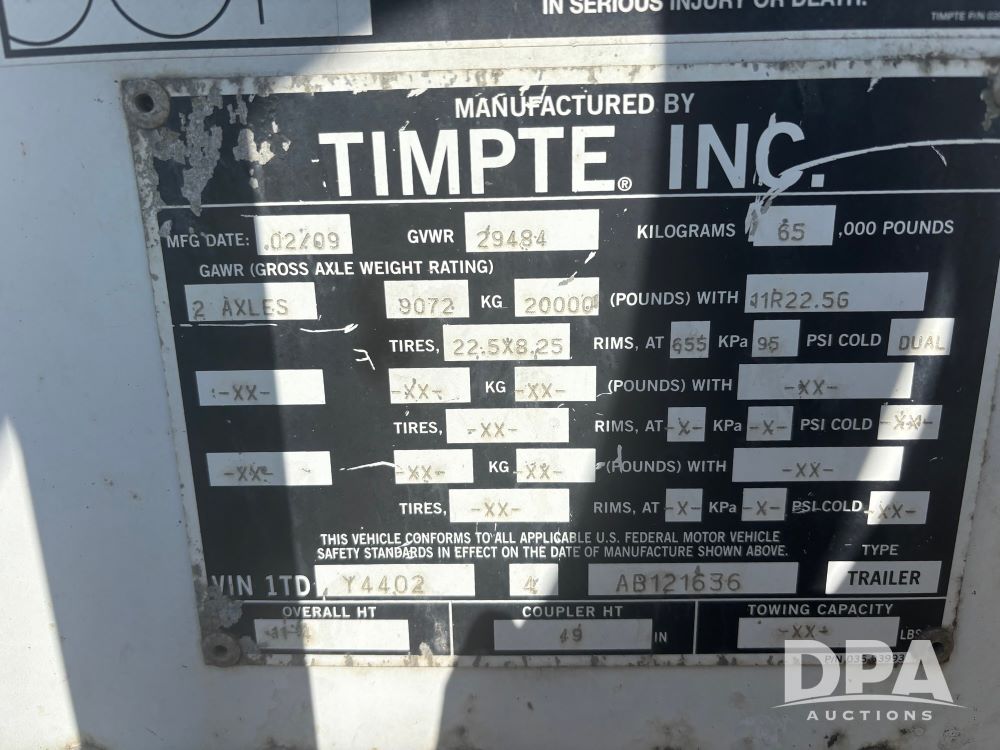 IN SERIOUS INJURY OR DEATH.
TIMPTE P/N
MANUFACTURED BY
TIMPTE® INC.
MFG DATE: 02/09 GVWR 29484 KILOGRAMS 65 ,000 POUNDS
GAWR (GROSS AXLE WEIGHT RATING)
2 AXLES 9072 KG 20000 (POUNDS) WITH 11R22.5G
TIRES, 22.5X8.25 RIMS, AT 655 KPa 95 PSI COLD DUAL
-XX- -XX- KG -XX- (POUNDS) WITH -XX-
TIRES, -XX- RIMS, AT -X- KPa -X- PSI COLD -XX-
-XX- -XX- KG -XX- (POUNDS) WITH -XX-
TIRES, -XX- RIMS, AT -X- KPa -X- PSI COLD -XX-
THIS VEHICLE CONFORMS TO ALL APPLICABLE U.S. FEDERAL MOTOR VEHICLE
SAFETY STANDARDS IN EFFECT ON THE DATE OF MANUFACTURE SHOWN ABOVE.
TYPE
VIN 1TD Y4402 4 AB121636 TRAILER
OVERALL HT COUPLER HT TOWING CAPACITY
49 IN -XX- LBS
DPA
AUCTIONS